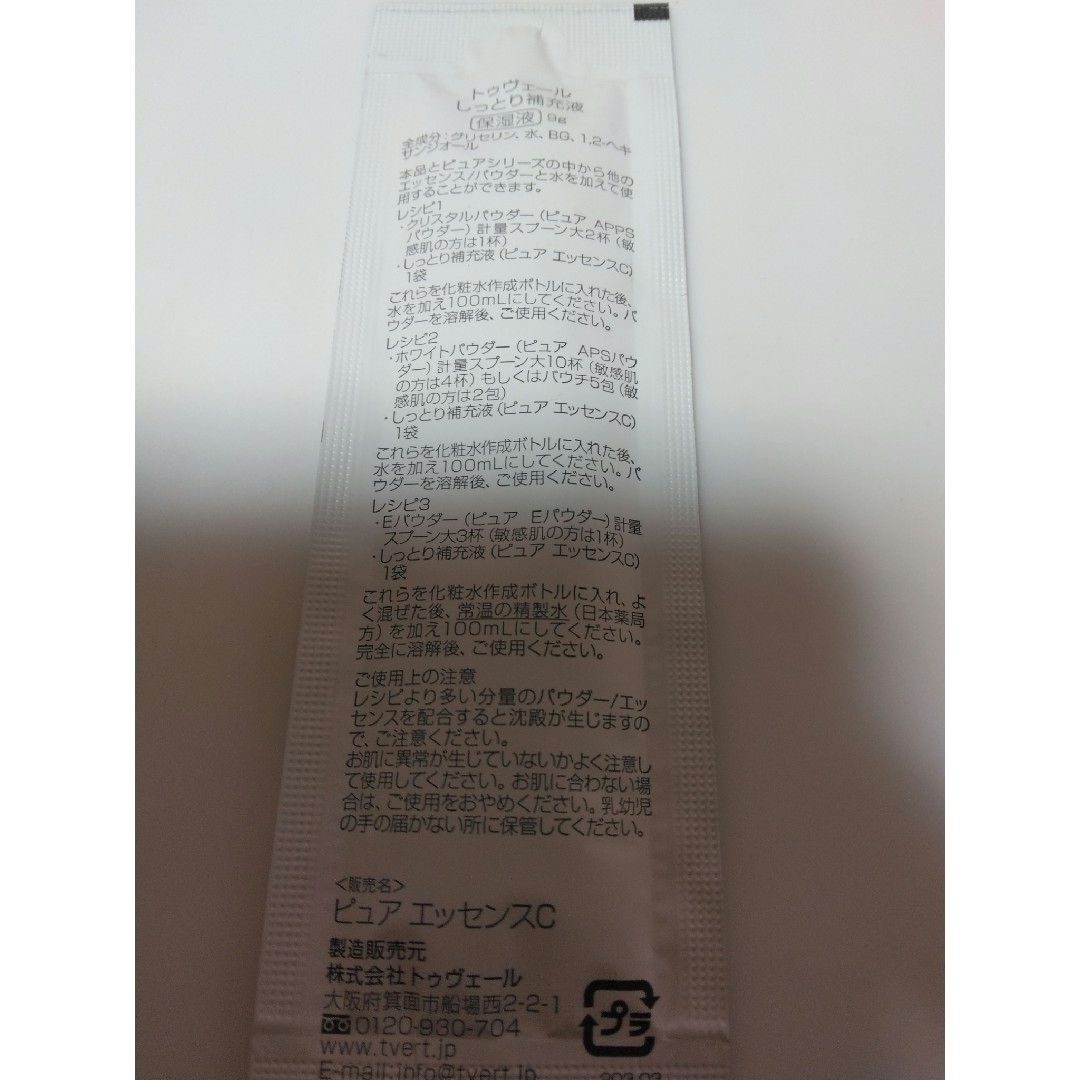 トゥヴェール
しっとり補充液
保湿液 9g
全成分：グリセリン、水、BG、1,2-ヘキ
サンジオール
本品とピュアシリーズの中から他の
エッセンス/パウダーと水を加えて使
用することができます。
レシピ1
・クリスタルパウダー（ピュア APPS
パウダー）計量スプーン大2杯（敏
感肌の方は1杯）
・しっとり補充液（ピュア エッセンスC）
1袋
これらを化粧水作成ボトルに入れた後、
水を加え100mLにしてください。パ
ウダーを溶解後、ご使用ください。
レシピ2
・ホワイトパウダー（ピュア APSパウ
ダー）計量スプーン大10杯（敏感肌
の方は4杯）もしくはパウチ5包（敏
感肌の方は2包）
・しっとり補充液（ピュア エッセンスC）
1袋
これらを化粧水作成ボトルに入れた後、
水を加え100mLにしてください。パ
ウダーを溶解後、ご使用ください。
レシピ3
・Eパウダー（ピュア Eパウダー）計量
スプーン大3杯（敏感肌の方は1杯）
・しっとり補充液（ピュア エッセンスC）
1袋
これらを化粧水作成ボトルに入れ、よ
く混ぜた後、常温の精製水（日本薬局
方）を加え100mLにしてください。
完全に溶解後、ご使用ください。
ご使用上の注意
レシピより多い分量のパウダー/エッ
センスを配合すると沈殿が生じますの
で、ご注意ください。
お肌に異常が生じていないかよく注意し
て使用してください。お肌に合わない場
合は、ご使用をおやめください。乳幼児
の手の届かない所に保管してください。
＜販売名＞
ピュア エッセンスC
製造販売元
株式会社トゥヴェール
大阪府箕面市船場西2-2-1
0120-930-704
www.tvert.jp
E-mail:info@tvert.jp
プラ